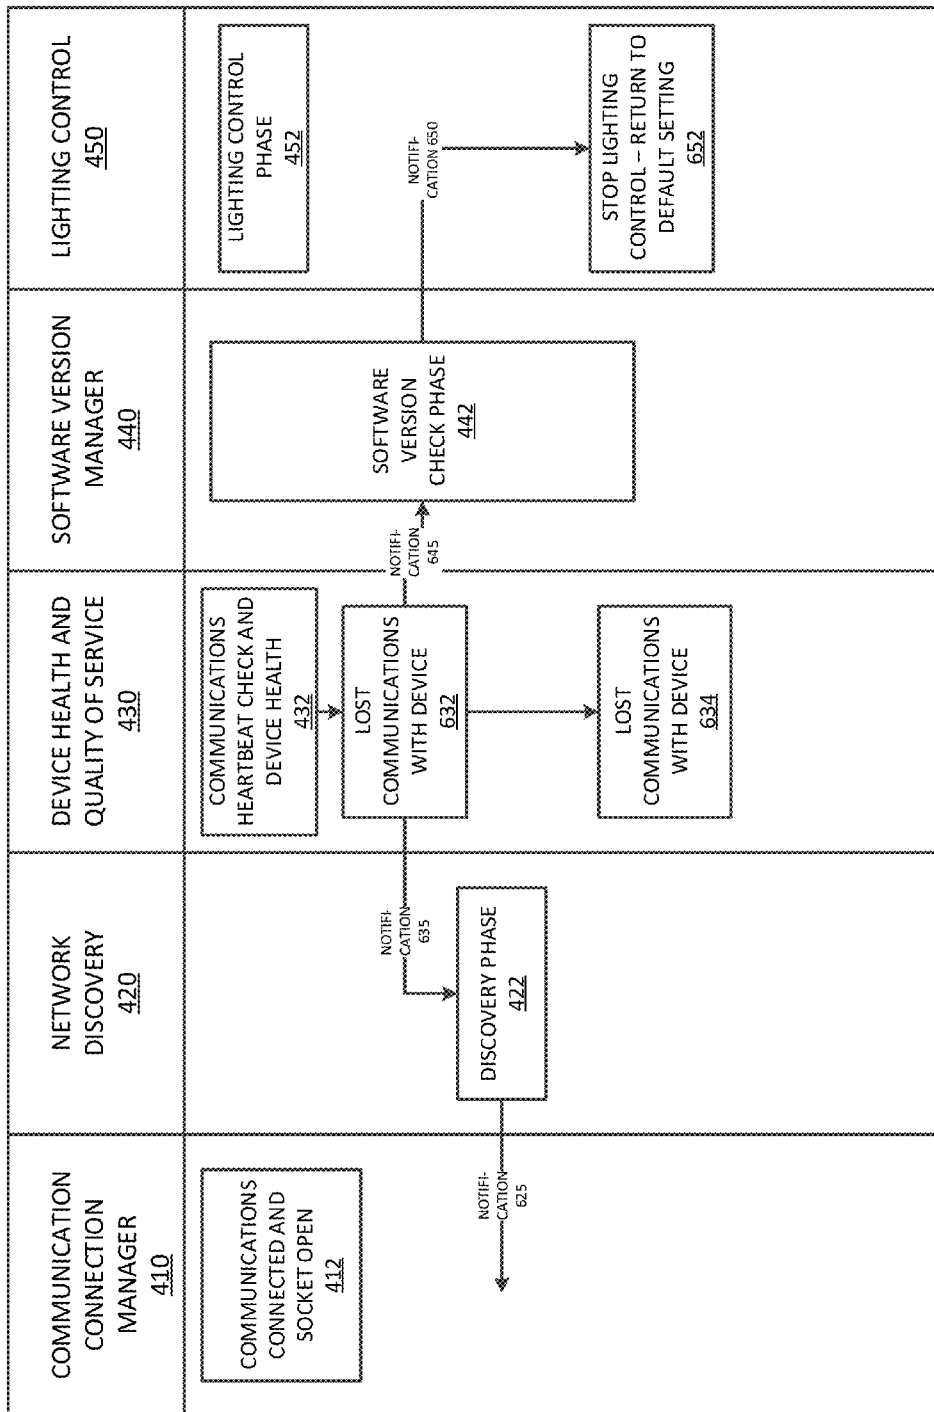 COMMUNICATION
CONNECTION
MANAGER
410
NETWORK
DISCOVERY
420
DEVICE HEALTH AND
QUALITY OF SERVICE
430
SOFTWARE VERSION
MANAGER
440
LIGHTING CONTROL
450
COMMUNICATIONS
CONNECTED AND
SOCKET OPEN
412
COMMUNICATIONS
HEARTBEAT CHECK AND
DEVICE HEALTH
432
LIGHTING CONTROL
PHASE
452
LOST
COMMUNICATIONS
WITH DEVICE
632
NOTIFI-
CATION
635
NOTIFI-
CATION
645
SOFTWARE
VERSION
CHECK PHASE
442
NOTIFI-
CATION 650
DISCOVERY PHASE
422
NOTIFI-
CATION
625
LOST
COMMUNICATIONS
WITH DEVICE
634
STOP LIGHTING
CONTROL – RETURN TO
DEFAULT SETTING
652